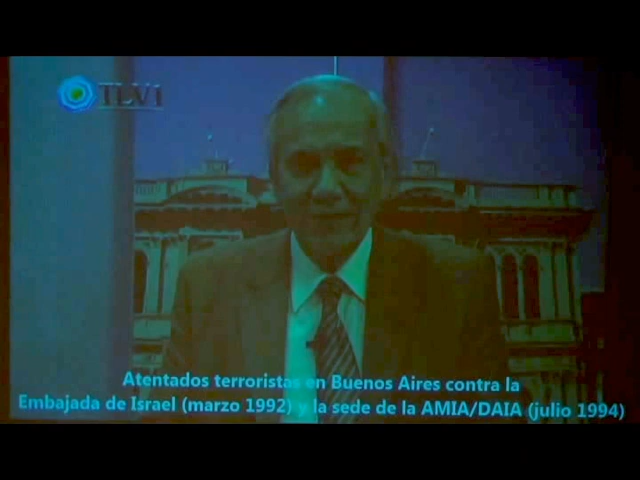 TLV1
Atentados terroristas en Buenos Aires contra la
Embajada de Israel (marzo 1992) y la sede de la AMIA/DAIA (julio 1994)